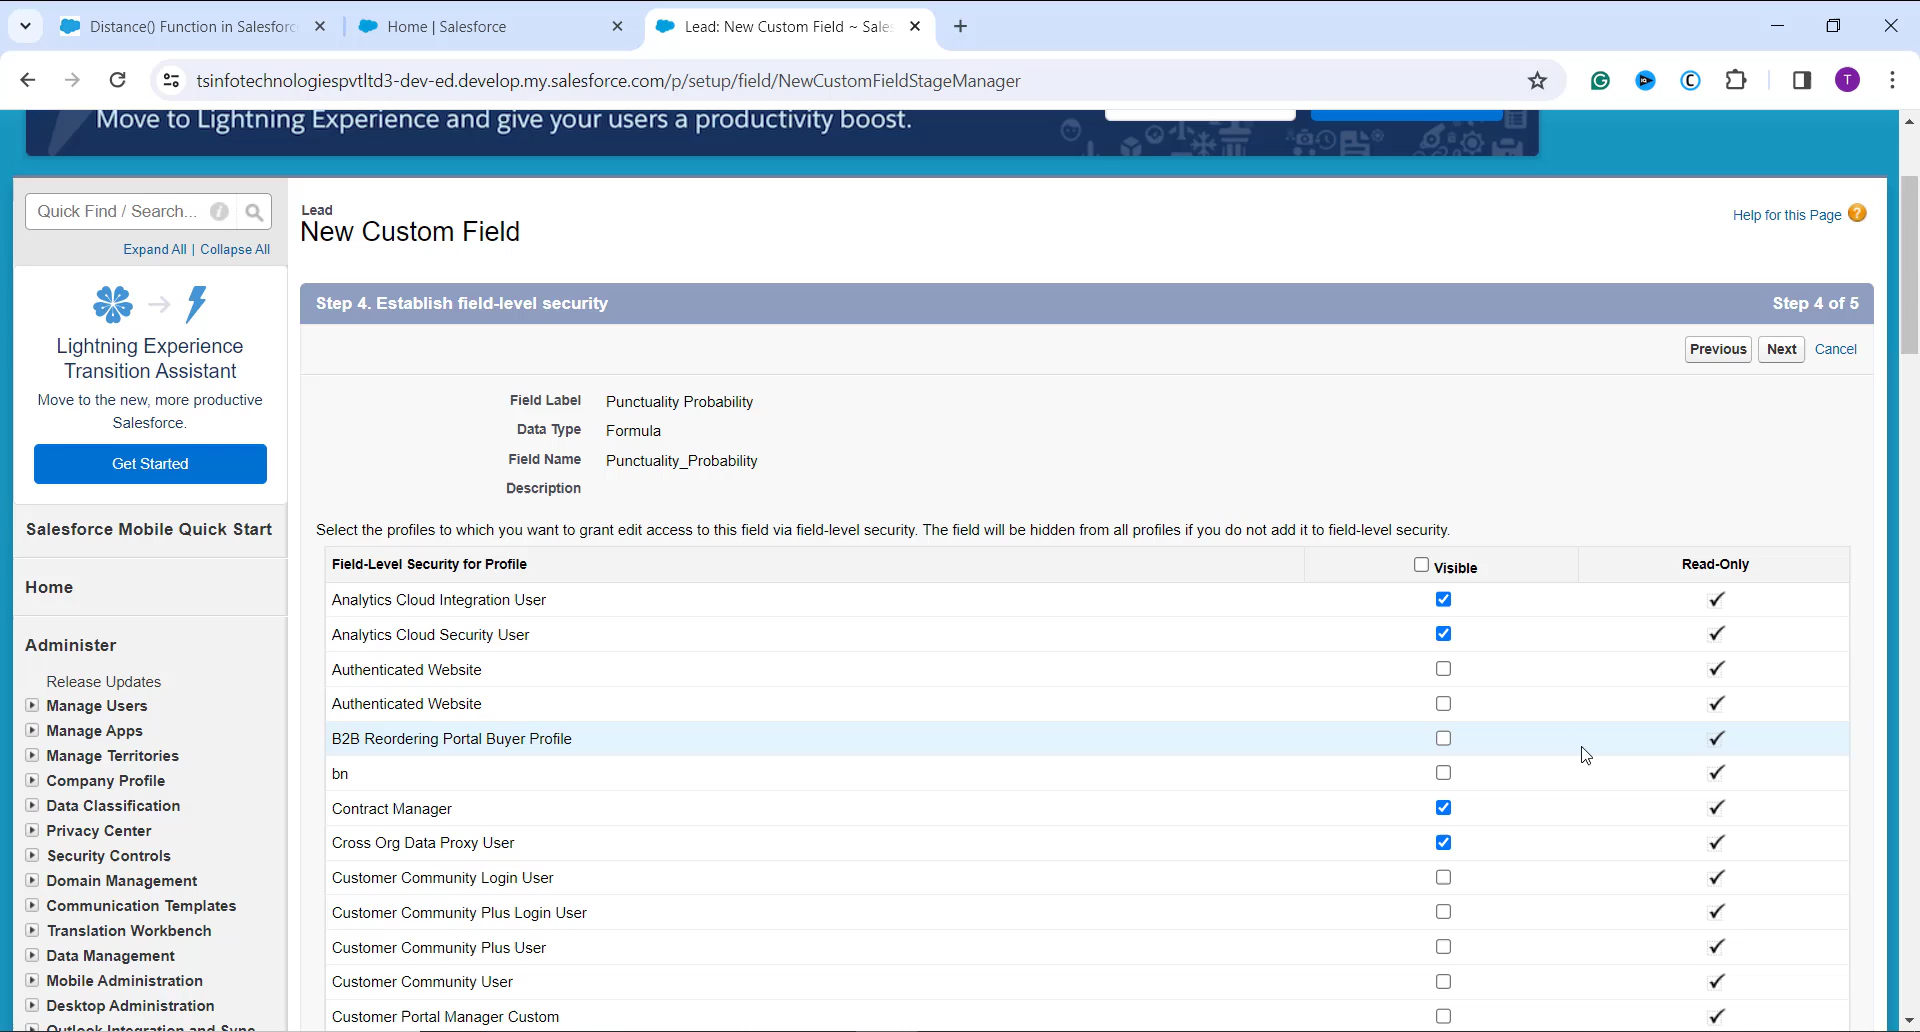 Distance() Function in Salesforc
Home | Salesforce
Lead: New Custom Field ~ Sales
tsinfotechnologiespvtltd3-dev-ed.develop.my.salesforce.com/p/setup/field/NewCustomFieldStageManager
T
Move to Lightning Experience and give your users a productivity boost.
Quick Find / Search...
Expand All | Collapse All
Lightning Experience
Transition Assistant
Move to the new, more productive
Salesforce.
Get Started
Salesforce Mobile Quick Start
Home
Administer
Release Updates
Manage Users
Manage Apps
Manage Territories
Company Profile
Data Classification
Privacy Center
Security Controls
Domain Management
Communication Templates
Translation Workbench
Data Management
Mobile Administration
Desktop Administration
Outlook Integration and Sync
Lead
New Custom Field
Help for this Page
Step 4. Establish field-level security
Step 4 of 5
Previous
Next
Cancel
Field Label Punctuality Probability
Data Type Formula
Field Name Punctuality_Probability
Description
Select the profiles to which you want to grant edit access to this field via field-level security. The field will be hidden from all profiles if you do not add it to field-level security.
Field-Level Security for Profile Visible Read-Only
Analytics Cloud Integration User
Analytics Cloud Security User
Authenticated Website
Authenticated Website
B2B Reordering Portal Buyer Profile
bn
Contract Manager
Cross Org Data Proxy User
Customer Community Login User
Customer Community Plus Login User
Customer Community Plus User
Customer Community User
Customer Portal Manager Custom